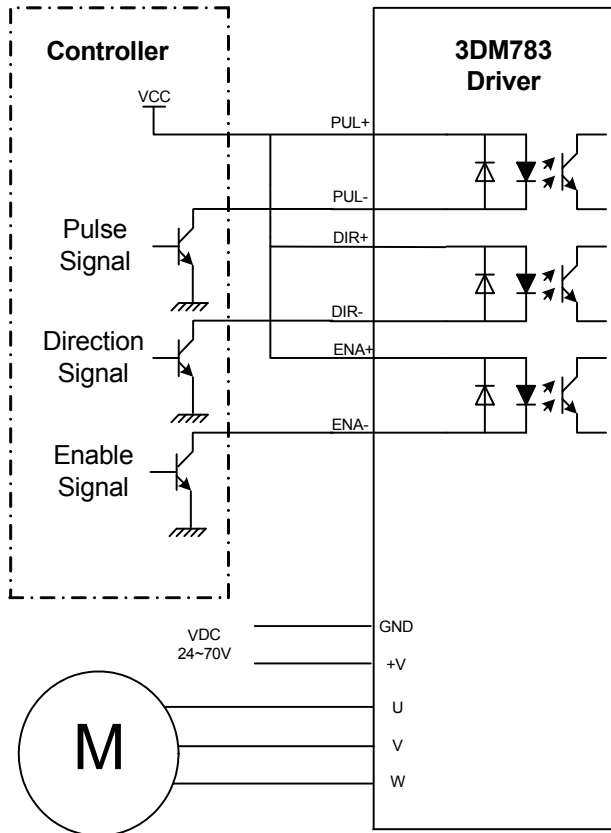 Controller
VCC
Pulse
Signal
Direction
Signal
Enable
Signal
3DM783
Driver
PUL+
PUL-
DIR+
DIR-
ENA+
ENA-
VDC
24~70V
GND
+V
U
V
W
M